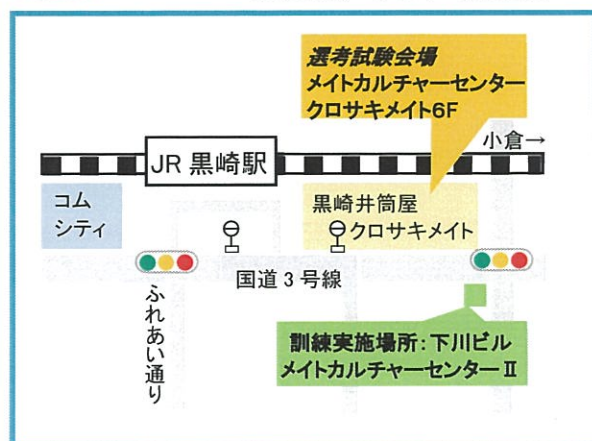 選考試験会場
メイトカルチャーセンター
クロサキメイト6F
小倉→
JR 黒崎駅
コム
シティ
黒崎井筒屋
クロサキメイト
国道3号線
ふれあい通り
訓練実施場所：下川ビル
メイトカルチャーセンターⅡ